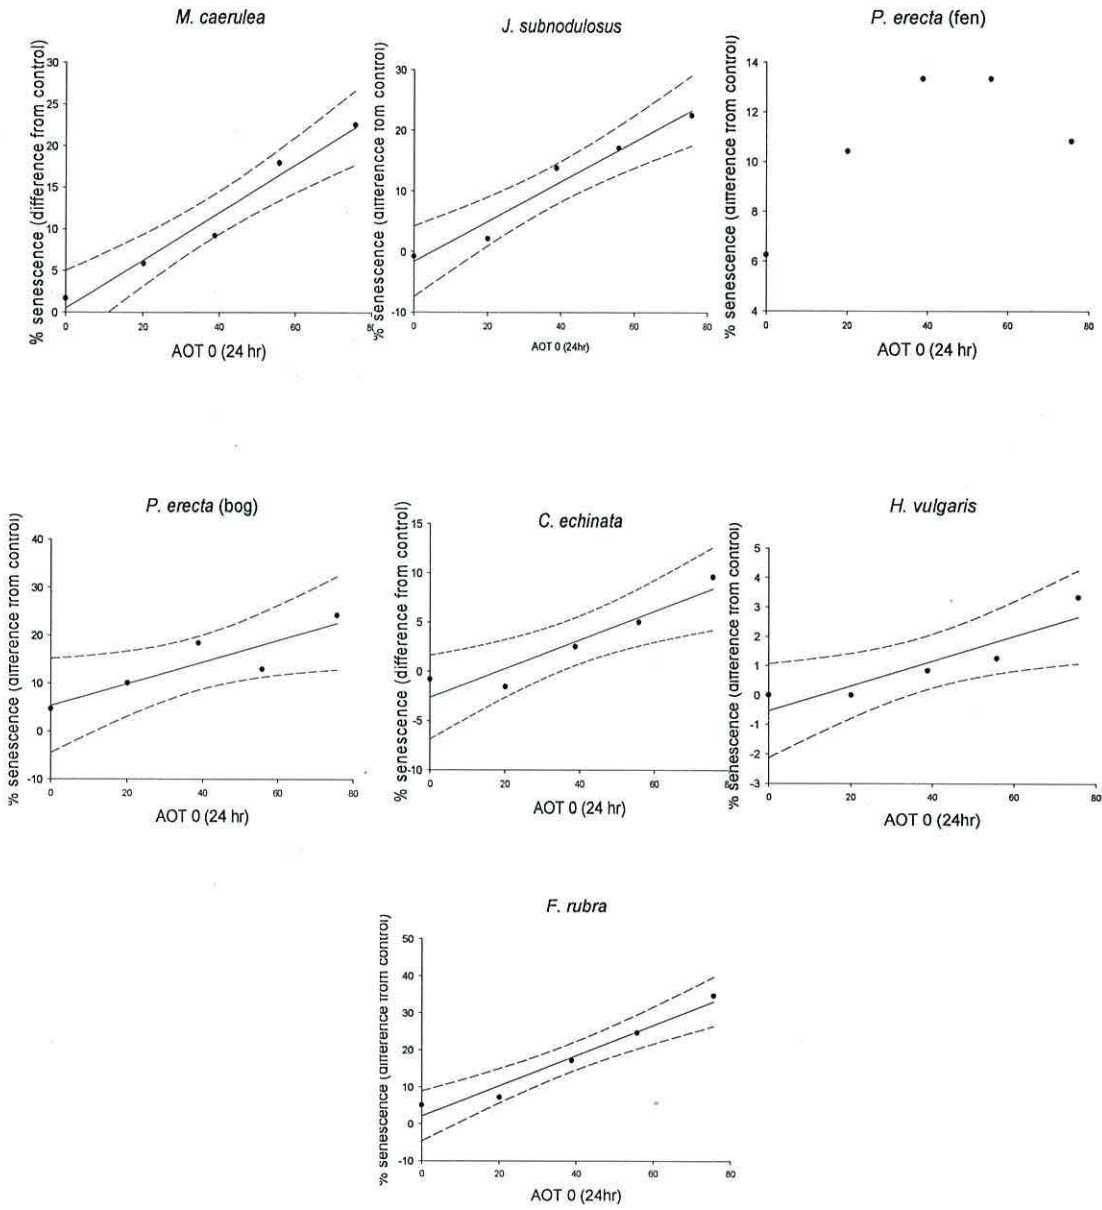 M. caerulea
% senescence (difference from control)
30
25
20
15
10
5
0
0 20 40 60 80
AOT 0 (24 hr)
J. subnodulosus
% senescence (difference from control)
30
20
10
0
-10
0 20 40 60 80
AOT 0 (24hr)
P. erecta (fen)
% senescence (difference from control)
14
12
10
8
6
4
0 20 40 60 80
AOT 0 (24 hr)
P. erecta (bog)
% senescence (difference from control)
40
30
20
10
0
-10
0 20 40 60 80
AOT 0 (24 hr)
C. echinata
% senescence (difference from control)
15
10
5
0
-5
-10
0 20 40 60 80
AOT 0 (24 hr)
H. vulgaris
% senescence (difference from control)
5
4
3
2
1
0
-1
-2
-3
0 20 40 60 80
AOT 0 (24hr)
F. rubra
% senescence (difference from control)
50
40
30
20
10
0
-10
0 20 40 60 80
AOT 0 (24hr)